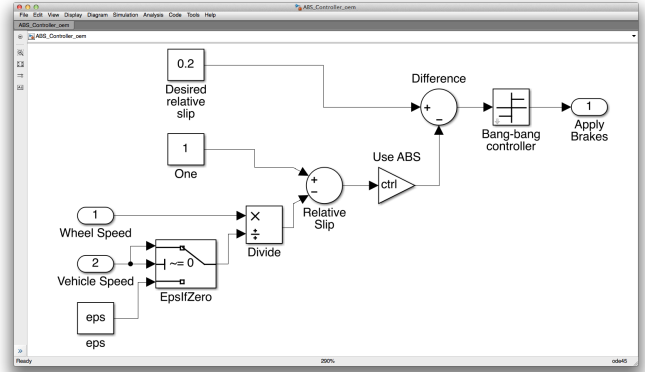 ABS_Controller_oem
File Edit View Display Diagram Simulation Analysis Code Tools Help
ABS_Controller_oem
ABS_Controller_oem
0.2
Desired
relative
slip
Difference
+
−
Bang-bang
controller
1
Apply
Brakes
1
One
Use ABS
ctrl
+
−
Relative
Slip
1
Wheel Speed
×
÷
Divide
2
Vehicle Speed
~= 0
EpsIfZero
eps
eps
»
Ready
290%
ode45